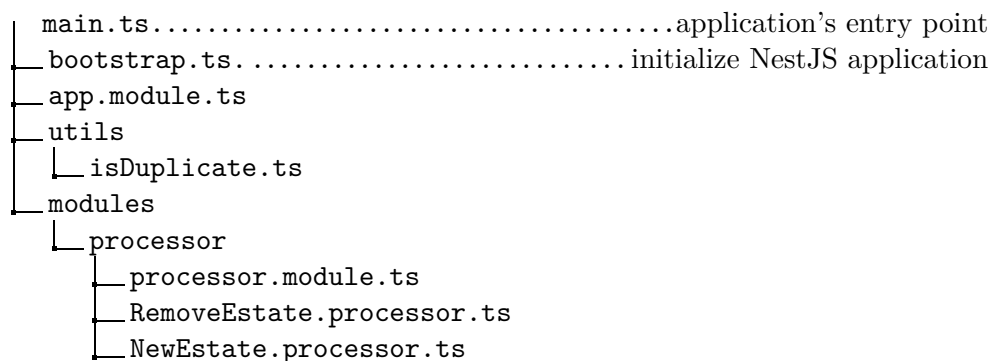 main.ts........................................application's entry point
bootstrap.ts..............................initialize NestJS application
app.module.ts
utils
isDuplicate.ts
modules
processor
processor.module.ts
RemoveEstate.processor.ts
NewEstate.processor.ts